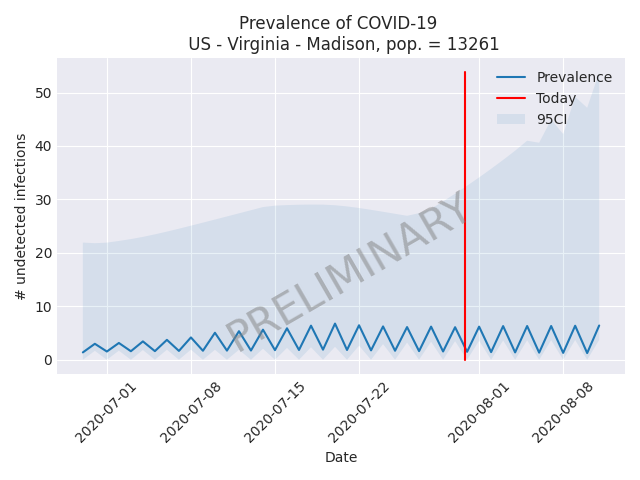 Prevalence of COVID-19
US - Virginia - Madison, pop. = 13261
# undetected infections
50
40
30
20
10
0
Prevalence
Today
95CI
PRELIMINARY
2020-07-01
2020-07-08
2020-07-15
2020-07-22
2020-08-01
2020-08-08
Date